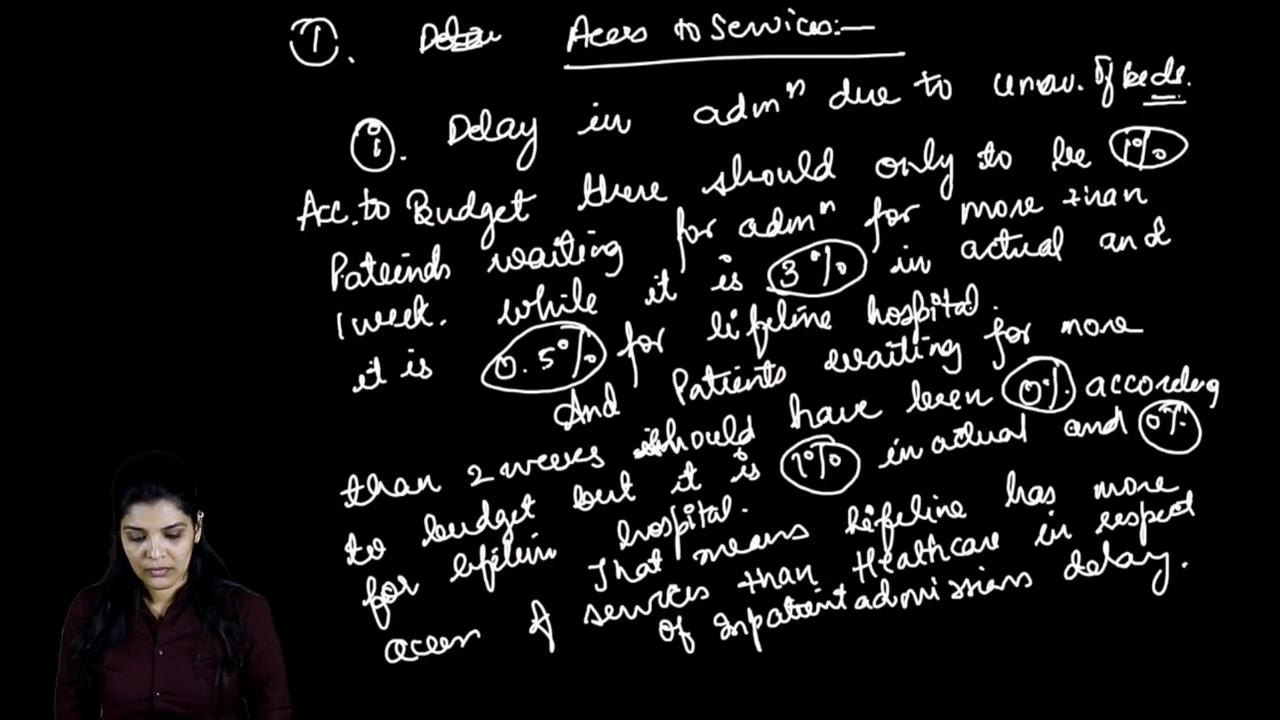 1. Acess to Services:—
i. Delay in admⁿ due to unav. of beds.
Acc. to Budget there should only to be 1%
Pateinds waiting for admⁿ for more than
1 week. while it is 3% in actual and
it is 0.5% for lifeline hospital.
And Patients waiting for more
than 2 weeks should have been 0% according
to budget but it is 1% in actual and 0%
for lifelin hospital.
That means lifeline has more
acess of services than Healthcare in respect
of inpatient admissions delay.